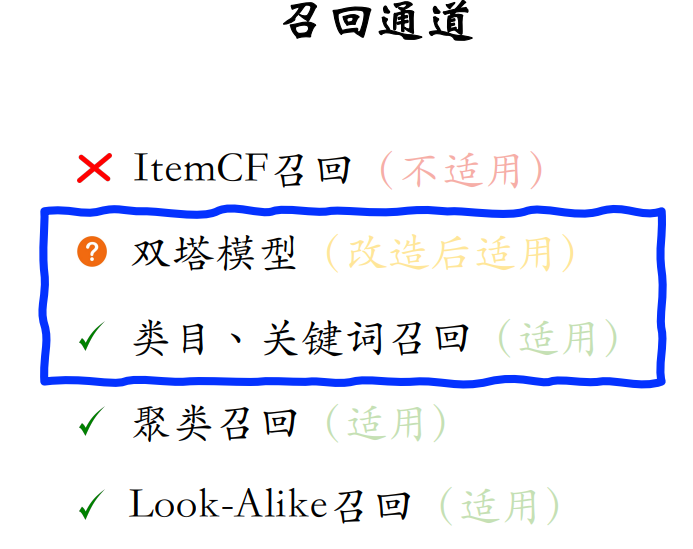 召回通道
ItemCF召回（不适用）
双塔模型（改造后适用）
类目、关键词召回（适用）
聚类召回（适用）
Look-Alike召回（适用）